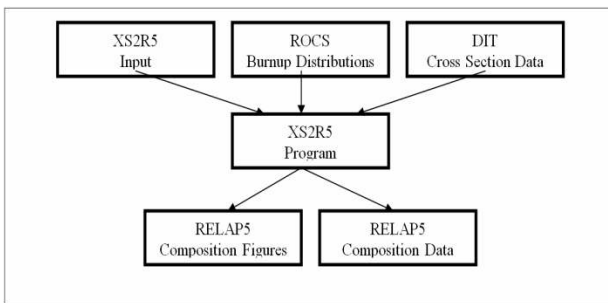 XS2R5
Input
ROCS
Burnup Distributions
DIT
Cross Section Data
XS2R5
Program
RELAP5
Composition Figures
RELAP5
Composition Data